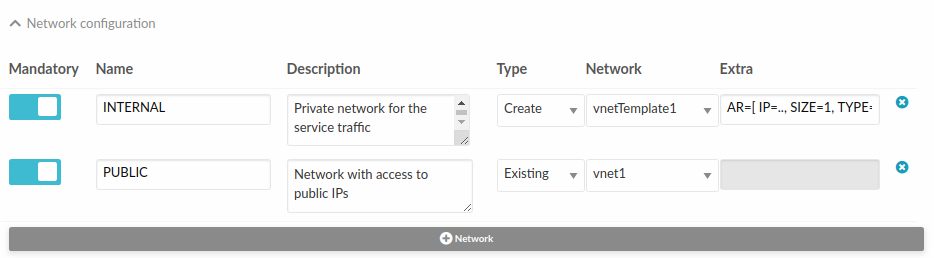 Network configuration
Mandatory Name Description Type Network Extra
INTERNAL Private network for the Create vnetTemplate1 AR=[ IP=.., SIZE=1, TYPE=
service traffic
PUBLIC Network with access to Existing vnet1
public IPs
Network